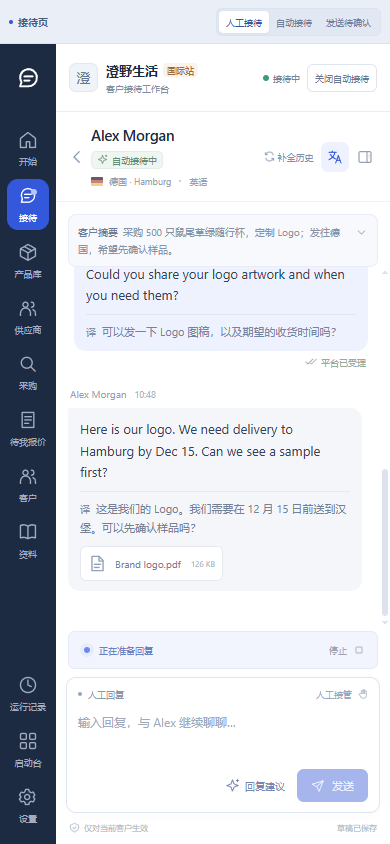 接待页
人工接待 自动接待 发送待确认
开始
接待
产品库
供应商
采购
待我报价
客户
资料
运行记录
启动台
设置
澄
澄野生活 国际站
客户接待工作台
接待中
关闭自动接待
Alex Morgan
自动接待中
德国 · Hamburg · 英语
补全历史
客户摘要 采购 500 只鼠尾草绿随行杯，定制 Logo；发往德
国，希望先确认样品。
Could you share your logo artwork and when
you need them?
译 可以发一下 Logo 图稿，以及期望的收货时间吗？
平台已受理
Alex Morgan 10:48
Here is our logo. We need delivery to
Hamburg by Dec 15. Can we see a sample
first?
译 这是我们的 Logo。我们需要在 12 月 15 日前送到汉
堡。可以先确认样品吗？
Brand logo.pdf 126 KB
正在准备回复
停止
人工回复
人工接管
输入回复，与 Alex 继续聊聊...
回复建议
发送
仅对当前客户生效
草稿已保存